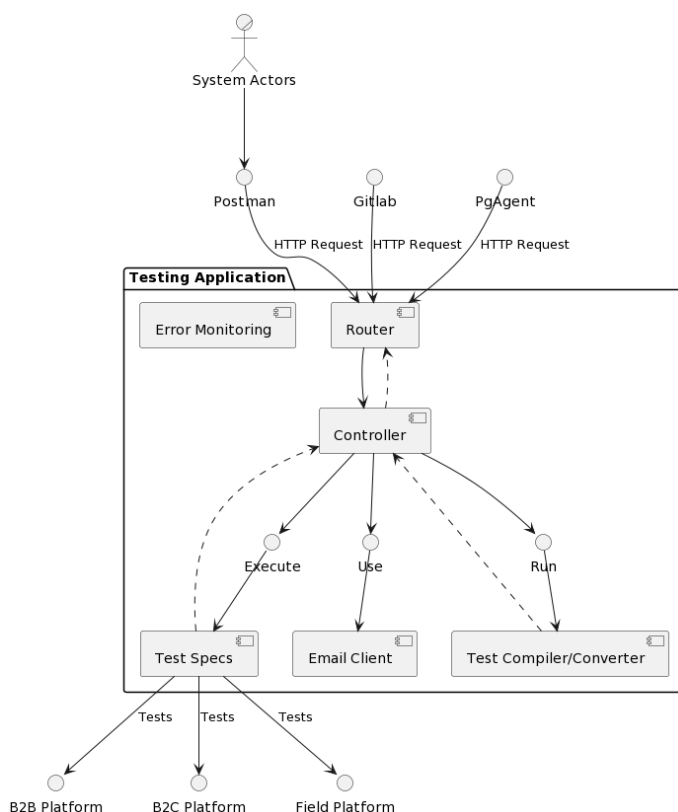 System Actors
Postman
Gitlab
PgAgent
HTTP Request
HTTP Request
HTTP Request
Testing Application
Error Monitoring
Router
Controller
Execute
Use
Run
Test Specs
Email Client
Test Compiler/Converter
Tests
Tests
Tests
B2B Platform
B2C Platform
Field Platform